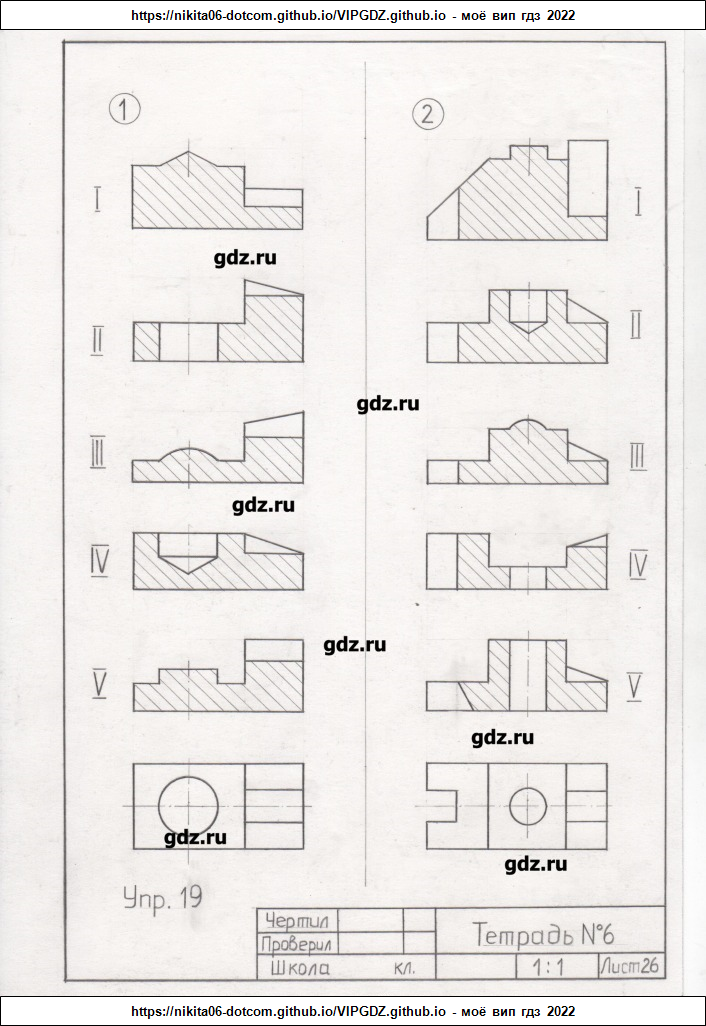 https://nikita06-dotcom.github.io/VIPGDZ.github.io - моё вип гдз 2022
1
2
I
I
gdz.ru
II
II
gdz.ru
III
III
gdz.ru
IV
IV
gdz.ru
V
V
gdz.ru
gdz.ru
gdz.ru
Упр. 19
Чертил
Проверил
Тетрадь №6
Школа кл.
1:1
Лист 26
https://nikita06-dotcom.github.io/VIPGDZ.github.io - моё вип гдз 2022